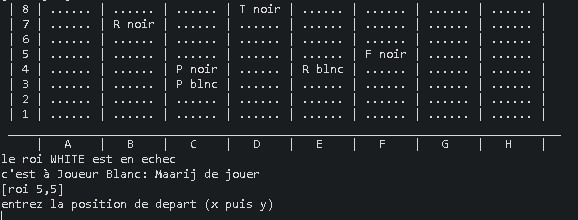 8 | ...... | ...... | ...... | T noir | ...... | ...... | ...... | ...... |
7 | ...... | R noir | ...... | ...... | ...... | ...... | ...... | ...... |
6 | ...... | ...... | ...... | ...... | ...... | ...... | ...... | ...... |
5 | ...... | ...... | ...... | ...... | ...... | F noir | ...... | ...... |
4 | ...... | ...... | P noir | ...... | R blnc | ...... | ...... | ...... |
3 | ...... | ...... | P blnc | ...... | ...... | ...... | ...... | ...... |
2 | ...... | ...... | ...... | ...... | ...... | ...... | ...... | ...... |
1 | ...... | ...... | ...... | ...... | ...... | ...... | ...... | ...... |
| A | B | C | D | E | F | G | H |
le roi WHITE est en echec
c'est à Joueur Blanc: Maarij de jouer
[roi 5,5]
entrez la position de depart (x puis y)